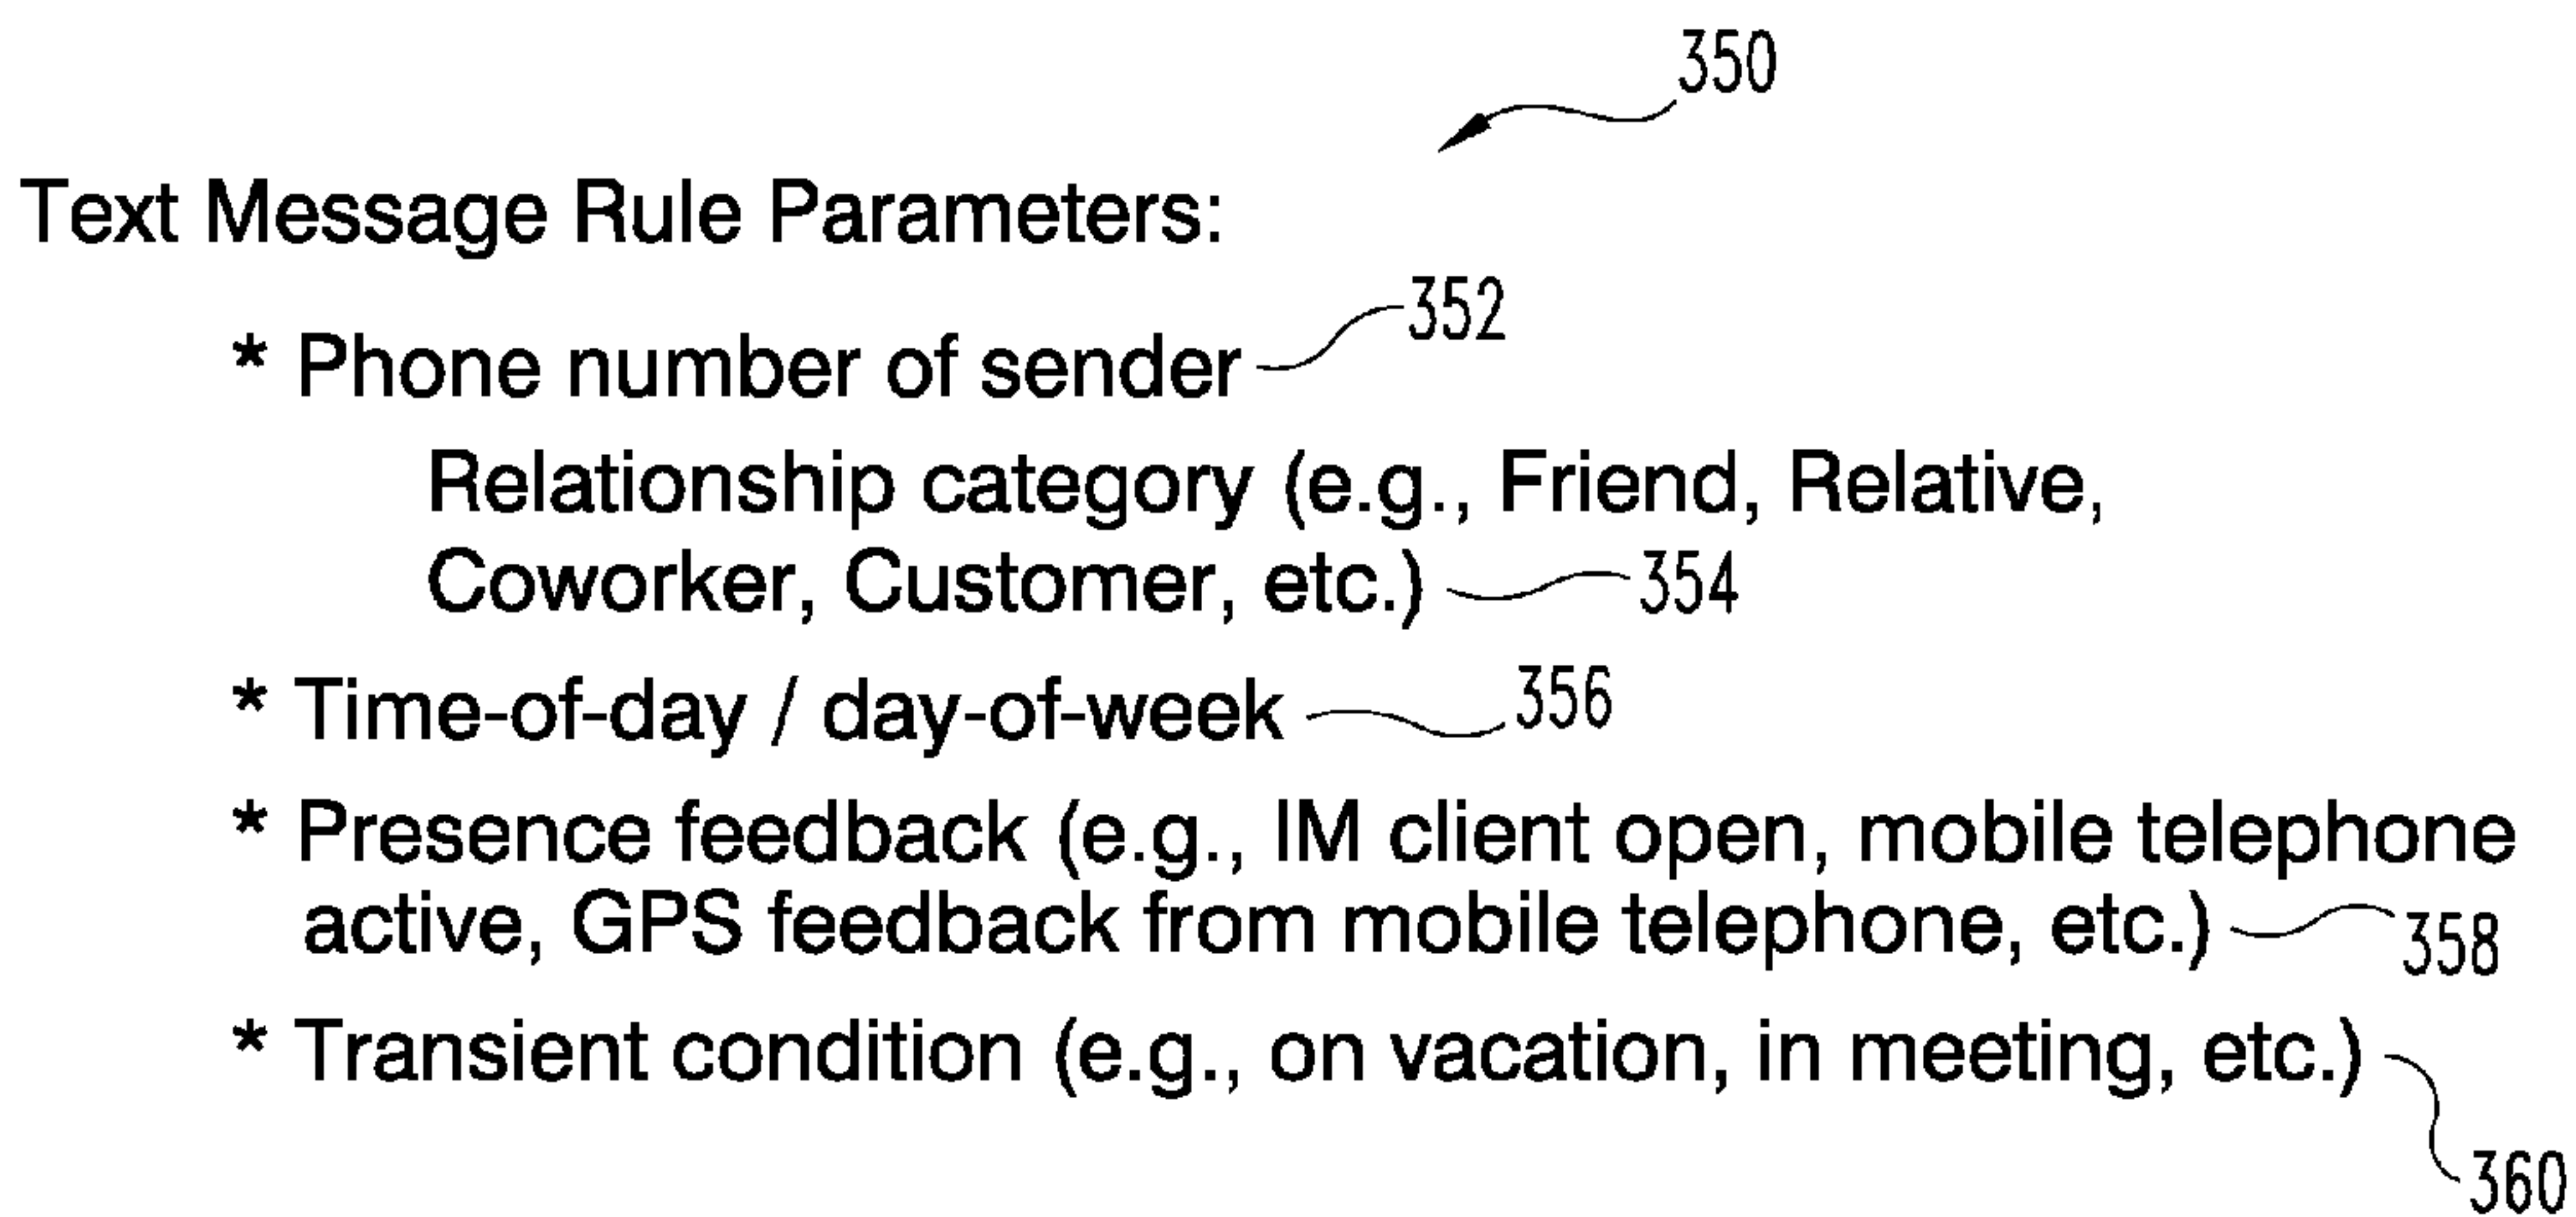 350
Text Message Rule Parameters:
* Phone number of sender 352
Relationship category (e.g., Friend, Relative,
Coworker, Customer, etc.) 354
* Time-of-day / day-of-week 356
* Presence feedback (e.g., IM client open, mobile telephone
active, GPS feedback from mobile telephone, etc.) 358
* Transient condition (e.g., on vacation, in meeting, etc.)
360